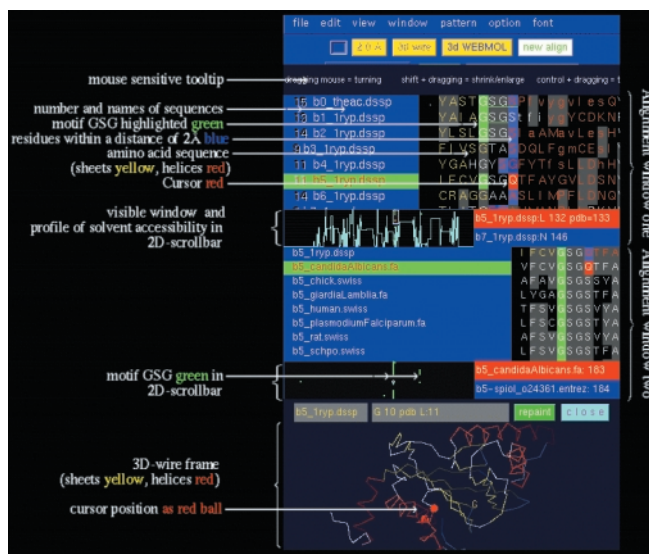 file edit view window pattern option font
2.0 A 3d wire 3d WEBMOL new align
mouse sensitive tooltip
dragging mouse = turning shift + dragging = shrink/enlarge control + dragging = t
number and names of sequences
motif GSG highlighted green
residues within a distance of 2Å blue
amino acid sequence
(sheets yellow, helices red)
Cursor red
15 b0_theac.dssp
13 b1_1ryp.dssp
14 b2_1ryp.dssp
9 b3_1ryp.dssp
11 b4_1ryp.dssp
11 b5_1ryp.dssp
14 b6_1ryp.dssp
Alignment window one
visible window and
profile of solvent accessibility in
2D-scrollbar
b5_1ryp.dssp:L 132 pdb=133
b7_1ryp.dssp:N 146
b5_1ryp.dssp
b5_candidaAlbicans.fa
b5_chick.swiss
b5_giardiaLamblia.fa
b5_human.swiss
b5_plasmodiumFalciparum.fa
b5_rat.swiss
b5_schpo.swiss
I F C V G S G S T F A
V F C V G S G Q T F A
A F A V G S G S S Y A
L Y G A G S G S T F A
T F S V G S G S V Y A
L F S C G S G S T F A
L F S V G S G S V Y A
A F S V G S G S S Y A
Alignment window two
motif GSG green in
2D-scrollbar
b5_candidaAlbicans.fa: 183
b5-spiol_o24361.entrez: 184
b5_1ryp.dssp G 10 pdb L:11 repaint close
3D-wire frame
(sheets yellow, helices red)
cursor position as red ball